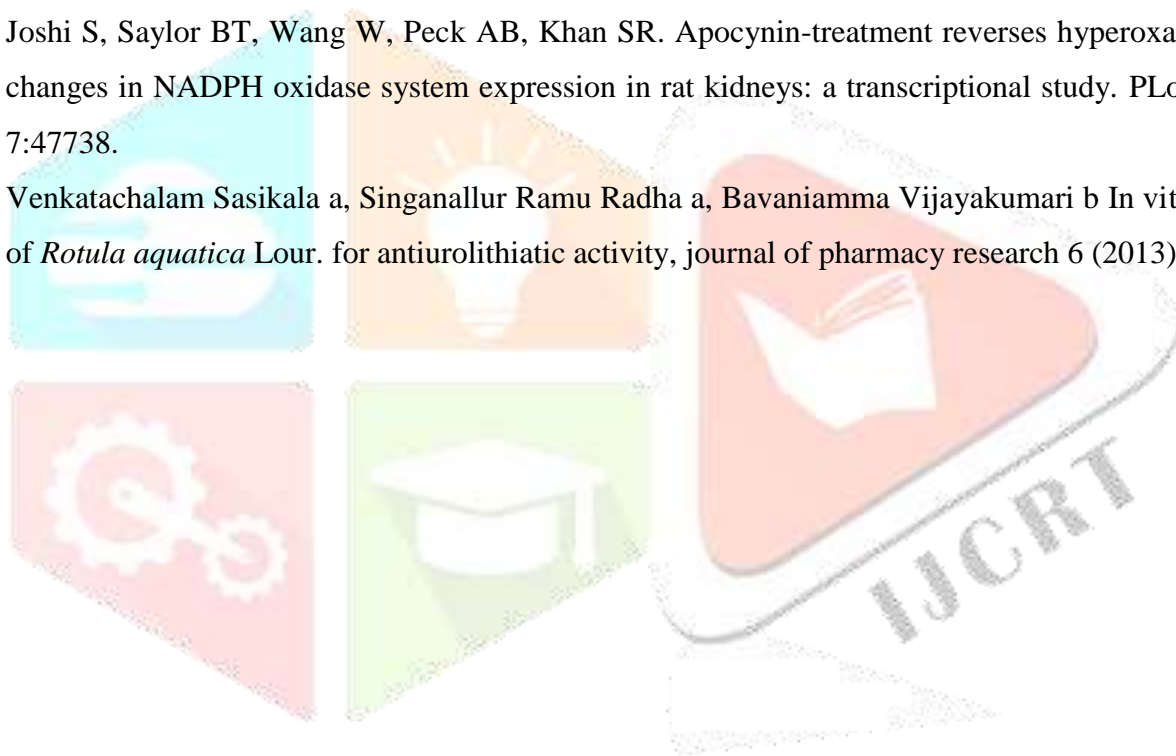 Joshi S, Saylor BT, Wang W, Peck AB, Khan SR. Apocynin-treatment reverses hyperoxa
changes in NADPH oxidase system expression in rat kidneys: a transcriptional study. PLo
7:47738.
Venkatachalam Sasikala a, Singanallur Ramu Radha a, Bavaniamma Vijayakumari b In vit
of Rotula aquatica Lour. for antiurolithiatic activity, journal of pharmacy research 6 (2013)
IJCRT